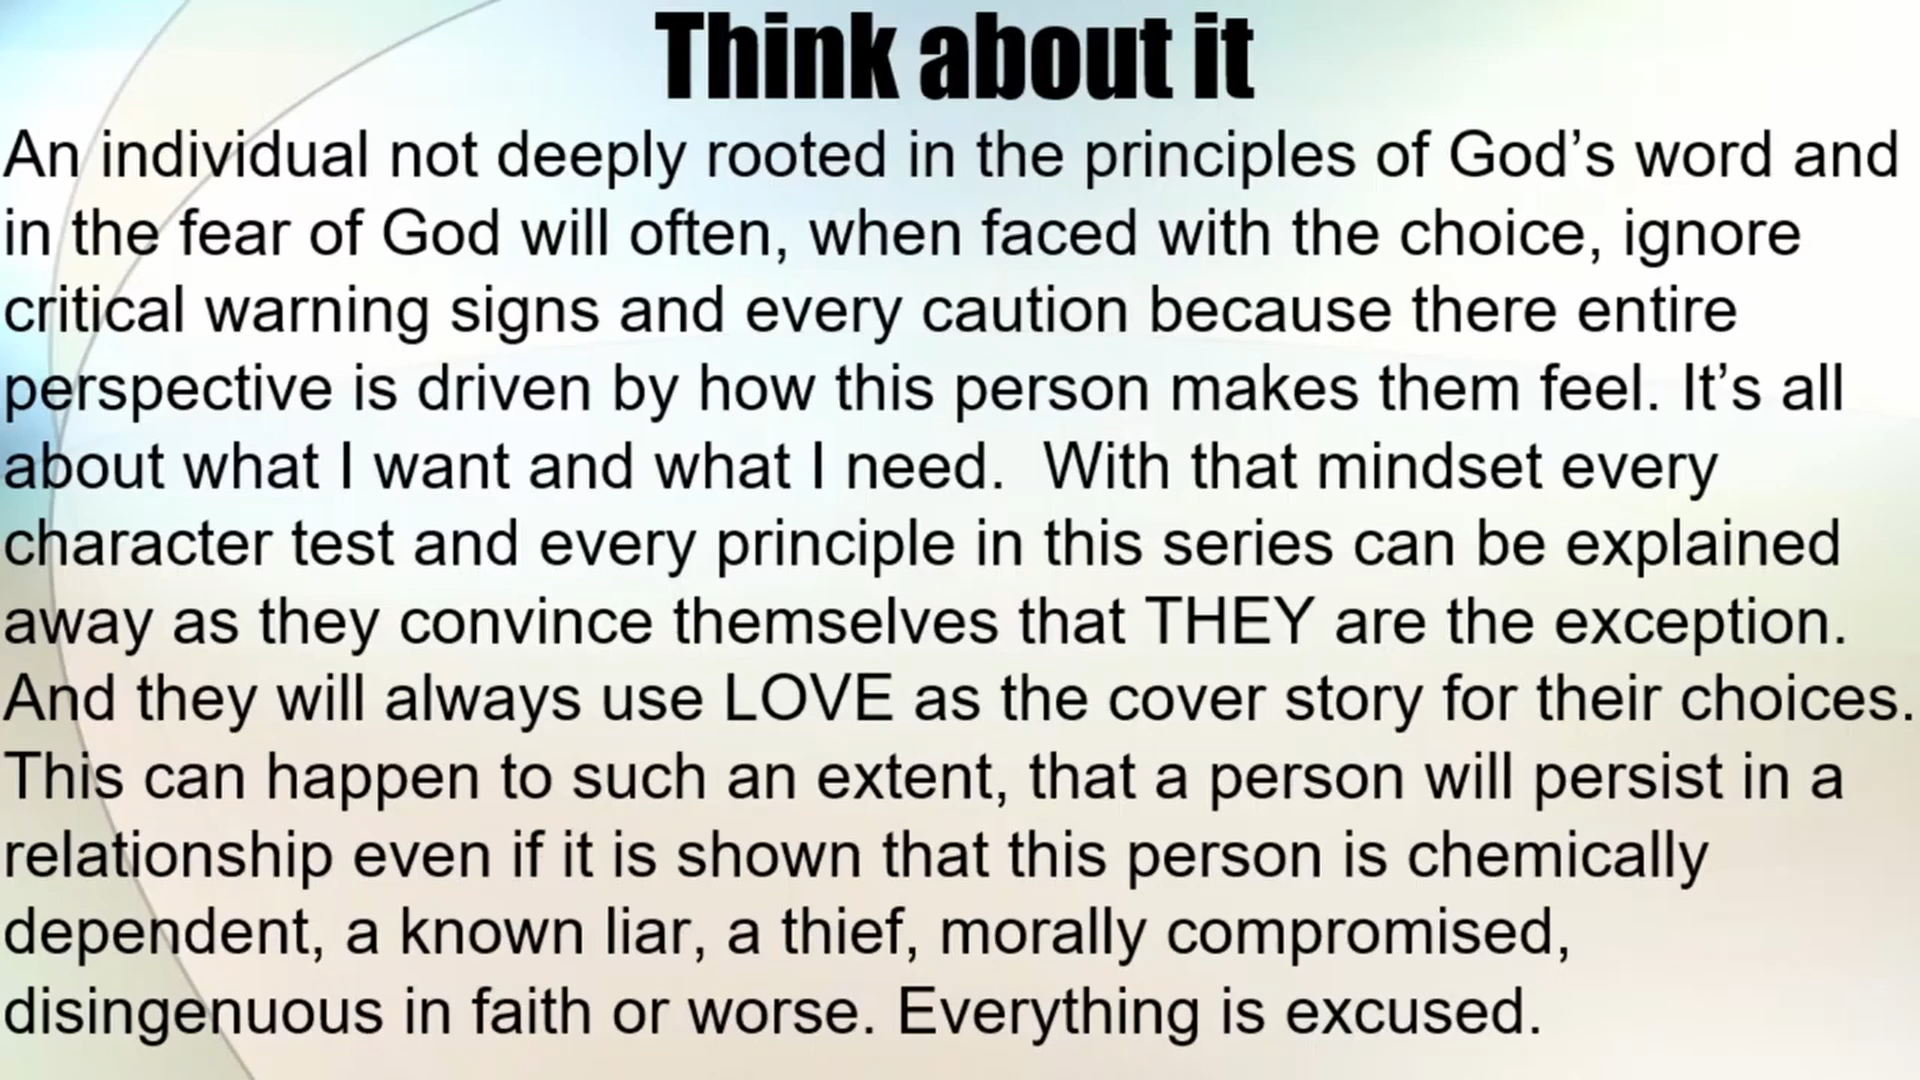 Think about it
An individual not deeply rooted in the principles of God’s word and
in the fear of God will often, when faced with the choice, ignore
critical warning signs and every caution because there entire
perspective is driven by how this person makes them feel. It’s all
about what I want and what I need.  With that mindset every
character test and every principle in this series can be explained
away as they convince themselves that THEY are the exception.
And they will always use LOVE as the cover story for their choices.
This can happen to such an extent, that a person will persist in a
relationship even if it is shown that this person is chemically
dependent, a known liar, a thief, morally compromised,
disingenuous in faith or worse. Everything is excused.